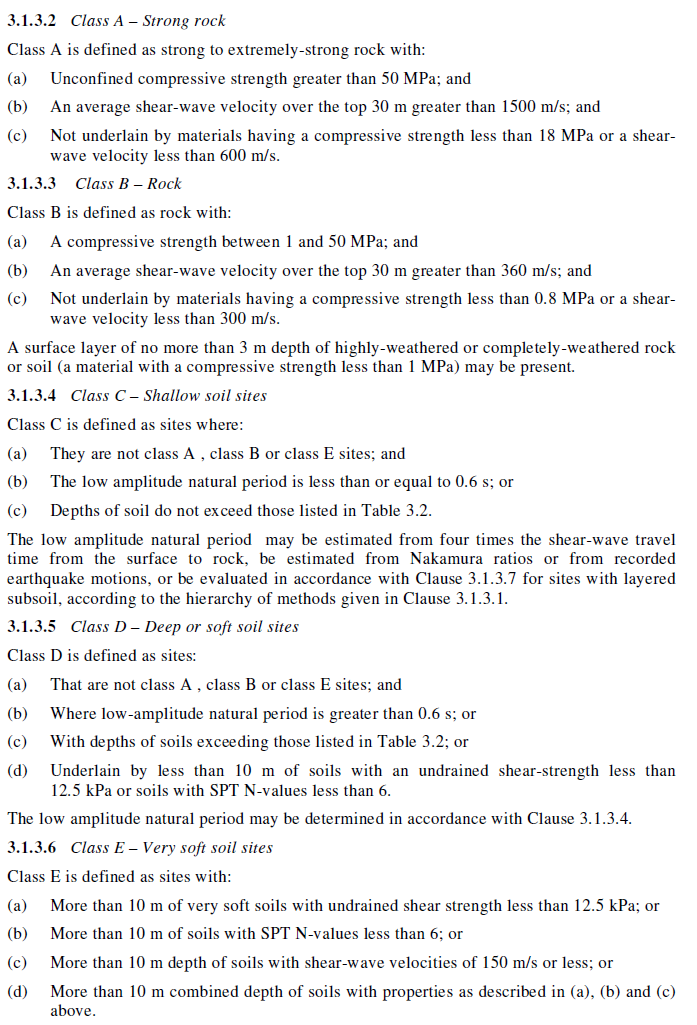 3.1.3.2 Class A – Strong rock
Class A is defined as strong to extremely-strong rock with:
(a) Unconfined compressive strength greater than 50 MPa; and
(b) An average shear-wave velocity over the top 30 m greater than 1500 m/s; and
(c) Not underlain by materials having a compressive strength less than 18 MPa or a shear-
wave velocity less than 600 m/s.
3.1.3.3 Class B – Rock
Class B is defined as rock with:
(a) A compressive strength between 1 and 50 MPa; and
(b) An average shear-wave velocity over the top 30 m greater than 360 m/s; and
(c) Not underlain by materials having a compressive strength less than 0.8 MPa or a shear-
wave velocity less than 300 m/s.
A surface layer of no more than 3 m depth of highly-weathered or completely-weathered rock
or soil (a material with a compressive strength less than 1 MPa) may be present.
3.1.3.4 Class C – Shallow soil sites
Class C is defined as sites where:
(a) They are not class A , class B or class E sites; and
(b) The low amplitude natural period is less than or equal to 0.6 s; or
(c) Depths of soil do not exceed those listed in Table 3.2.
The low amplitude natural period may be estimated from four times the shear-wave travel
time from the surface to rock, be estimated from Nakamura ratios or from recorded
earthquake motions, or be evaluated in accordance with Clause 3.1.3.7 for sites with layered
subsoil, according to the hierarchy of methods given in Clause 3.1.3.1.
3.1.3.5 Class D – Deep or soft soil sites
Class D is defined as sites:
(a) That are not class A , class B or class E sites; and
(b) Where low-amplitude natural period is greater than 0.6 s; or
(c) With depths of soils exceeding those listed in Table 3.2; or
(d) Underlain by less than 10 m of soils with an undrained shear-strength less than
12.5 kPa or soils with SPT N-values less than 6.
The low amplitude natural period may be determined in accordance with Clause 3.1.3.4.
3.1.3.6 Class E – Very soft soil sites
Class E is defined as sites with:
(a) More than 10 m of very soft soils with undrained shear strength less than 12.5 kPa; or
(b) More than 10 m of soils with SPT N-values less than 6; or
(c) More than 10 m depth of soils with shear-wave velocities of 150 m/s or less; or
(d) More than 10 m combined depth of soils with properties as described in (a), (b) and (c)
above.